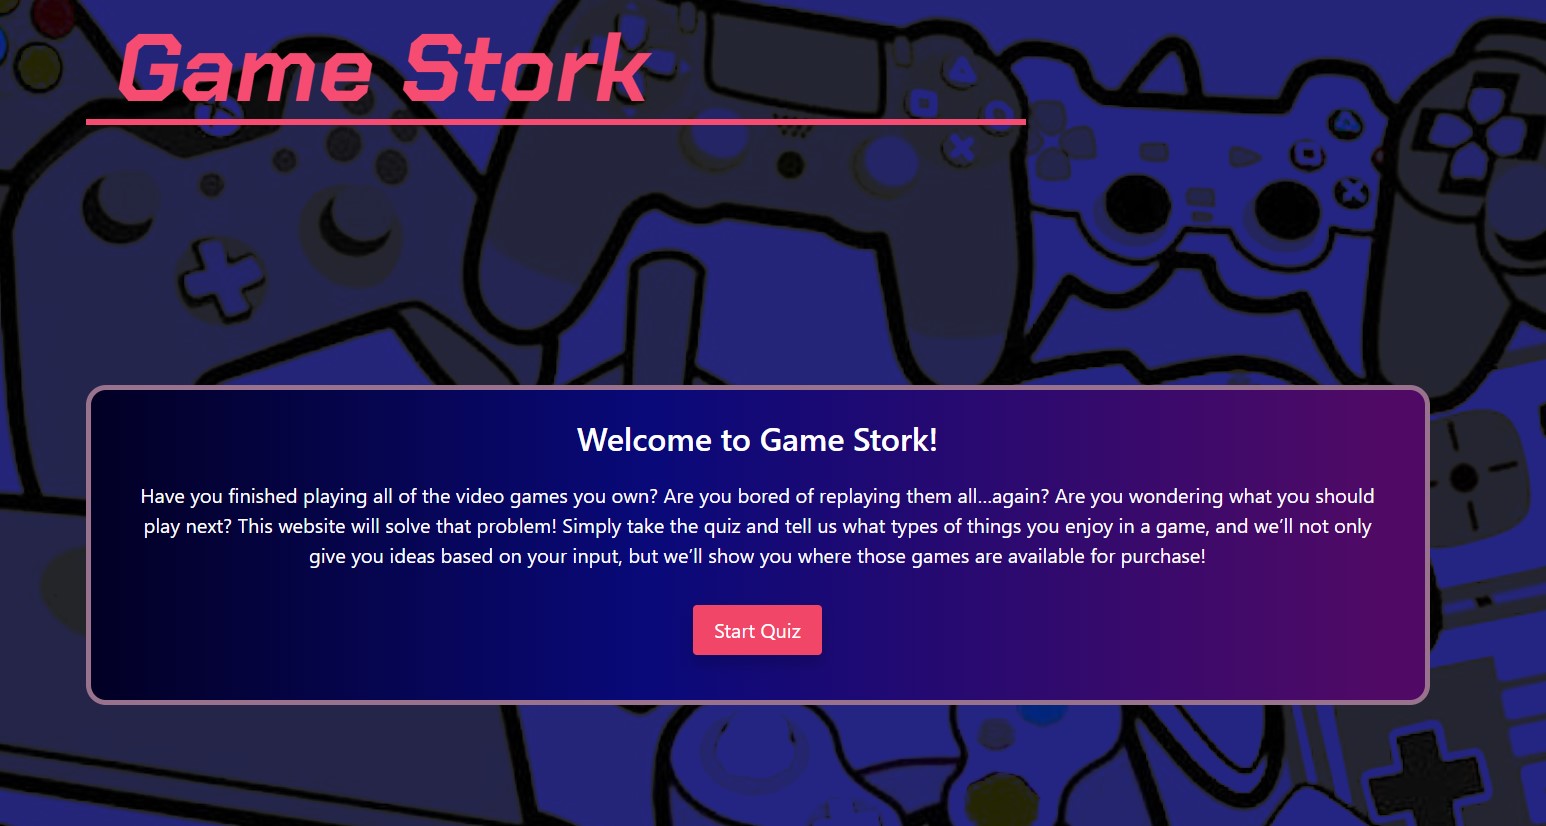 Game Stork
Welcome to Game Stork!
Have you finished playing all of the video games you own? Are you bored of replaying them all...again? Are you wondering what you should
play next? This website will solve that problem! Simply take the quiz and tell us what types of things you enjoy in a game, and we’ll not only
give you ideas based on your input, but we’ll show you where those games are available for purchase!
Start Quiz